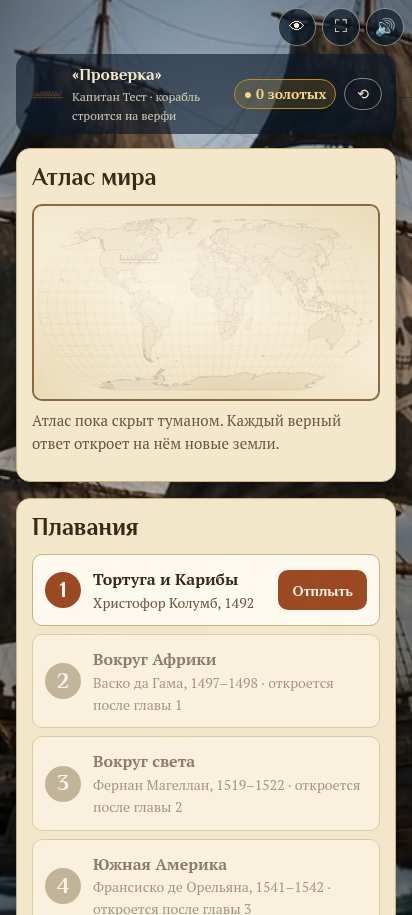 «Проверка»
Капитан Тест · корабль
строится на верфи
● 0 золотых
Атлас мира
Атлас пока скрыт туманом. Каждый верный
ответ откроет на нём новые земли.
Плавания
1
Тортуга и Карибы
Христофор Колумб, 1492
Отплыть
2
Вокруг Африки
Васко да Гама, 1497–1498 · откроется
после главы 1
3
Вокруг света
Фернан Магеллан, 1519–1522 · откроется
после главы 2
4
Южная Америка
Франсиско де Орельяна, 1541–1542 ·
откроется после главы 3